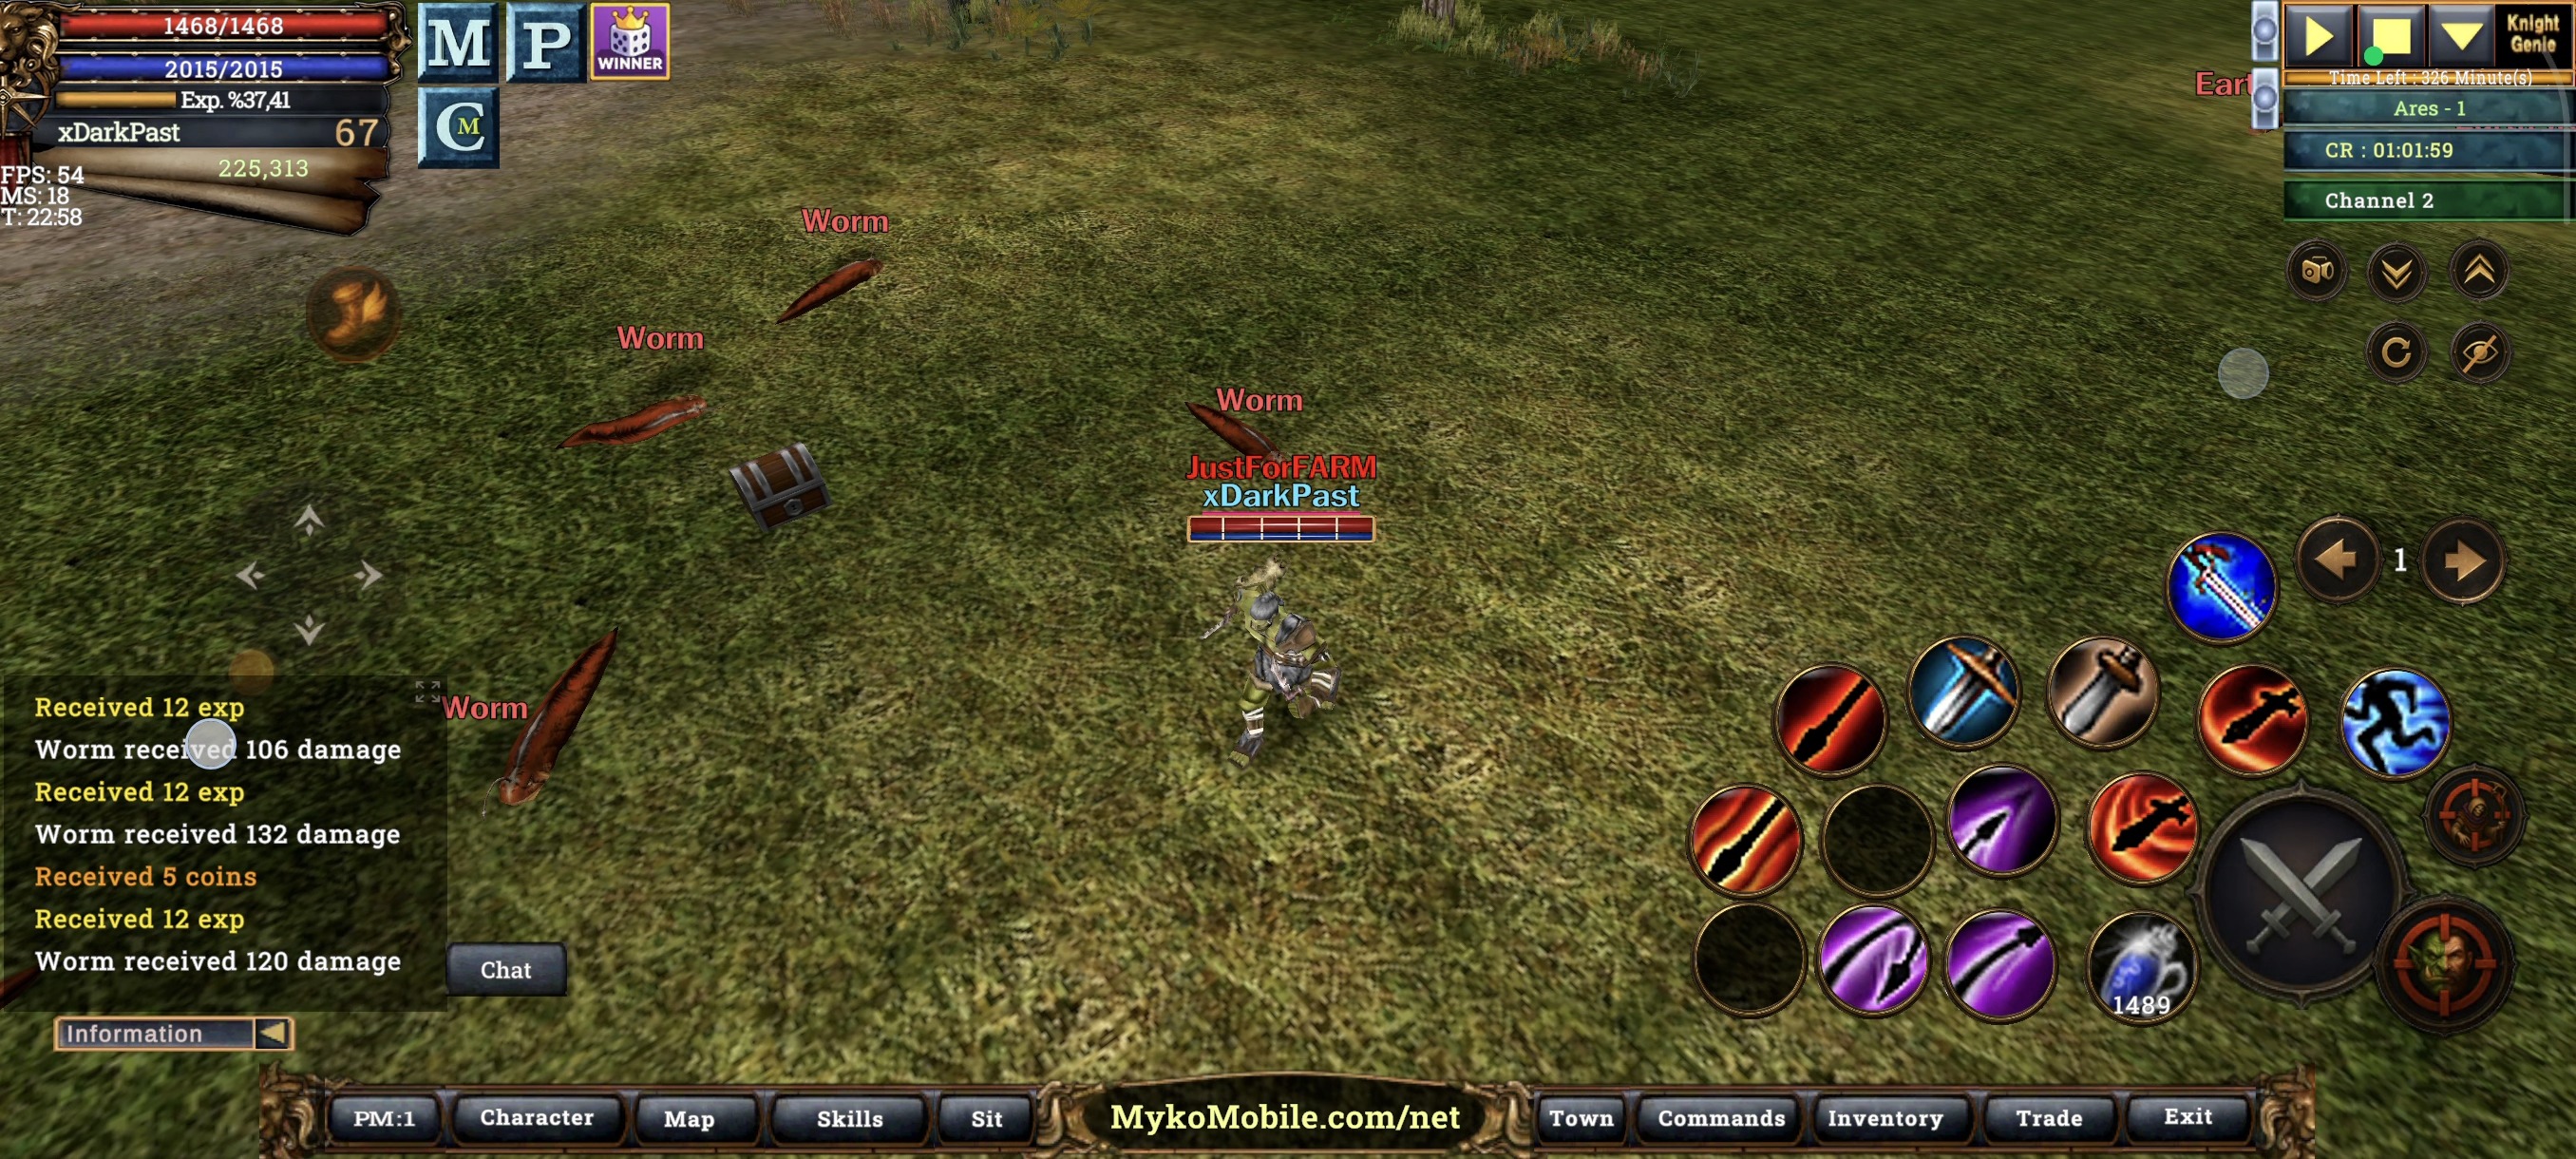 1468/1468
2015/2015
Exp. %37,41
xDarkPast 67
225,313
FPS: 54
MS: 18
T: 22:58
M P
WINNER
C M
Knight
Genie
Time Left : 326 Minute(s)
Ares - 1
CR : 01:01:59
Channel 2
Worm
Worm
Worm
JustForFARM
xDarkPast
1
Worm
Received 12 exp
Worm received 106 damage
Received 12 exp
Worm received 132 damage
Received 5 coins
Received 12 exp
Worm received 120 damage
Chat
1489
Information
PM:1
Character
Map
Skills
Sit
MykoMobile.com/net
Town
Commands
Inventory
Trade
Exit